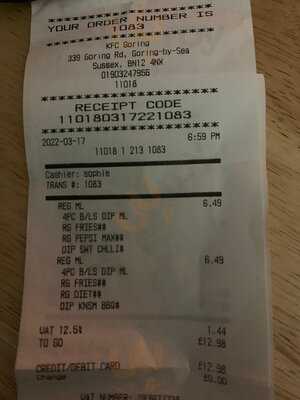 YOUR ORDER NUMBER IS
1083
*********************
KFC Goring
339 Goring Rd, Goring-by-Sea
Sussex, BN12 4NX
01903247956
11018
*********************
RECEIPT CODE
110180317221083
*********************
2022-03-17 6:59 PM
11018 1 213 1083
Cashier: sophie
TRANS #: 1083
REG ML 6.49
4PC B/LS DIP ML
RG FRIES##
RG PEPSI MAX##
DIP SWT CHLLI#
REG ML 6.49
4PC B/LS DIP ML
RG FRIES##
RG DIET##
DIP KNSM BBQ#
VAT 12.5% 1.44
TO GO £12.98
CREDIT/DEBIT CARD £12.98
Change £0.00
VAT NUMBER: